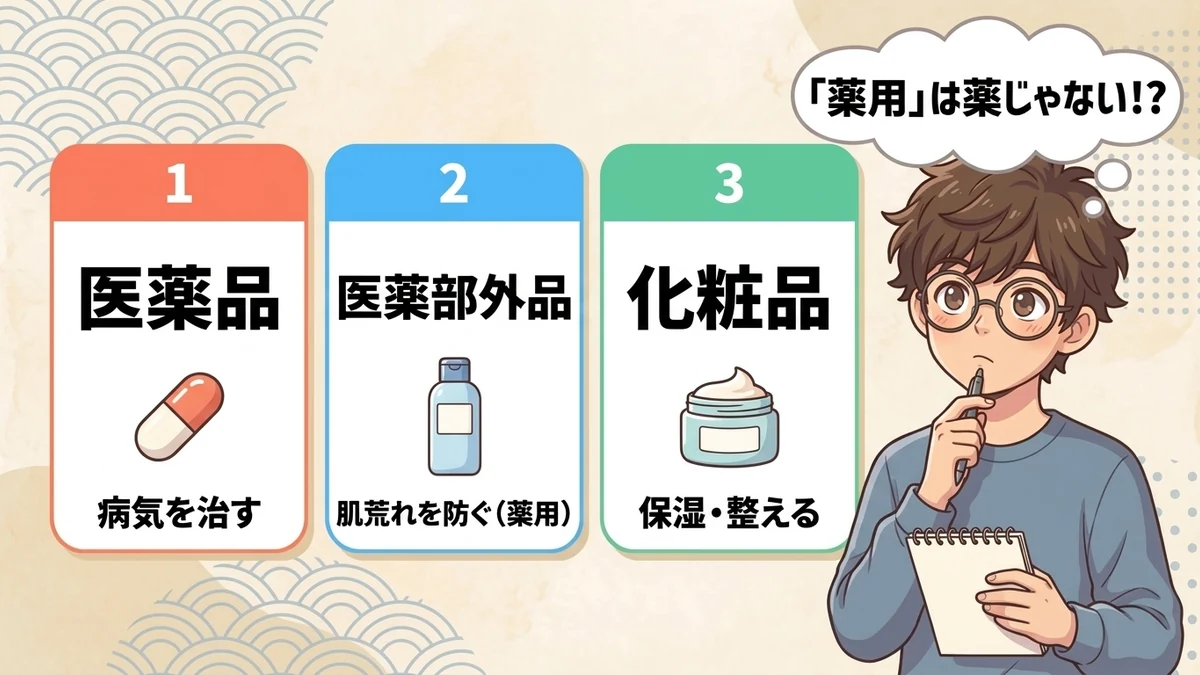 「薬用」は薬じゃない!?
1
医薬品
病気を治す
2
医薬部外品
肌荒れを防ぐ(薬用)
3
化粧品
保湿・整える